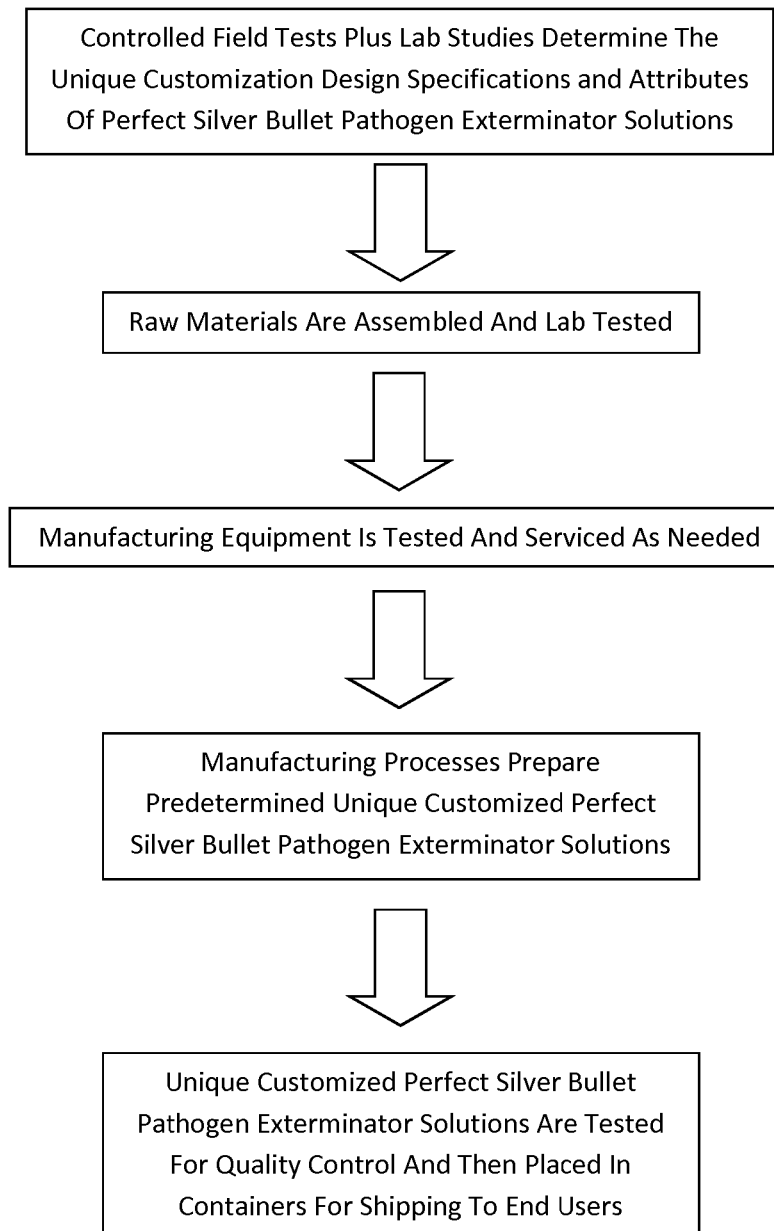 Controlled Field Tests Plus Lab Studies Determine The
Unique Customization Design Specifications and Attributes
Of Perfect Silver Bullet Pathogen Exterminator Solutions
Raw Materials Are Assembled And Lab Tested
Manufacturing Equipment Is Tested And Serviced As Needed
Manufacturing Processes Prepare
Predetermined Unique Customized Perfect
Silver Bullet Pathogen Exterminator Solutions
Unique Customized Perfect Silver Bullet
Pathogen Exterminator Solutions Are Tested
For Quality Control And Then Placed In
Containers For Shipping To End Users